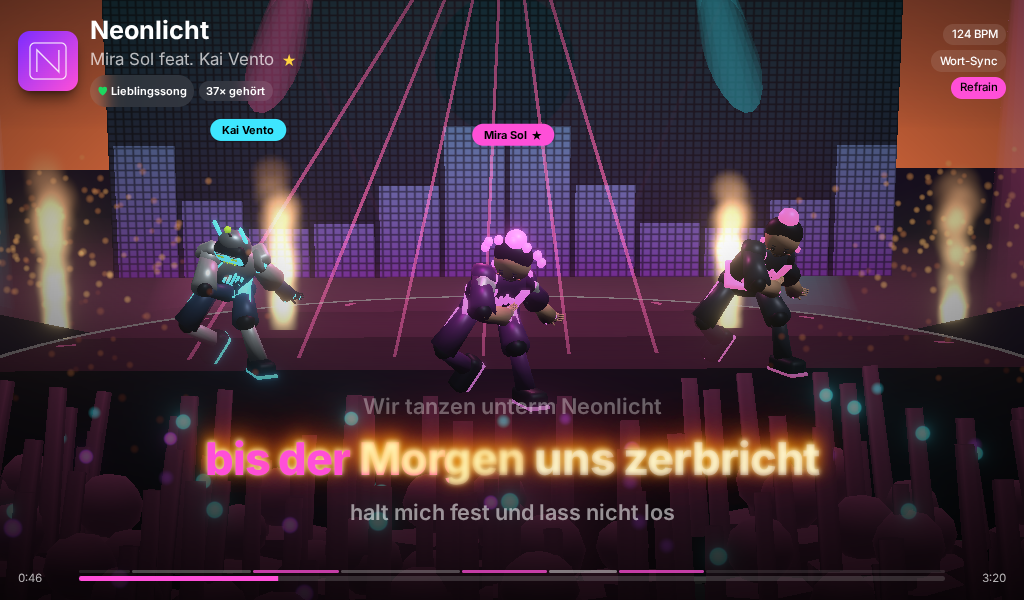 Neonlicht
Mira Sol feat. Kai Vento ★
Lieblingssong
37× gehört
124 BPM
Wort-Sync
Refrain
Kai Vento
Mira Sol ★
Wir tanzen unterm Neonlicht
bis der Morgen uns zerbricht
halt mich fest und lass nicht los
0:46
3:20